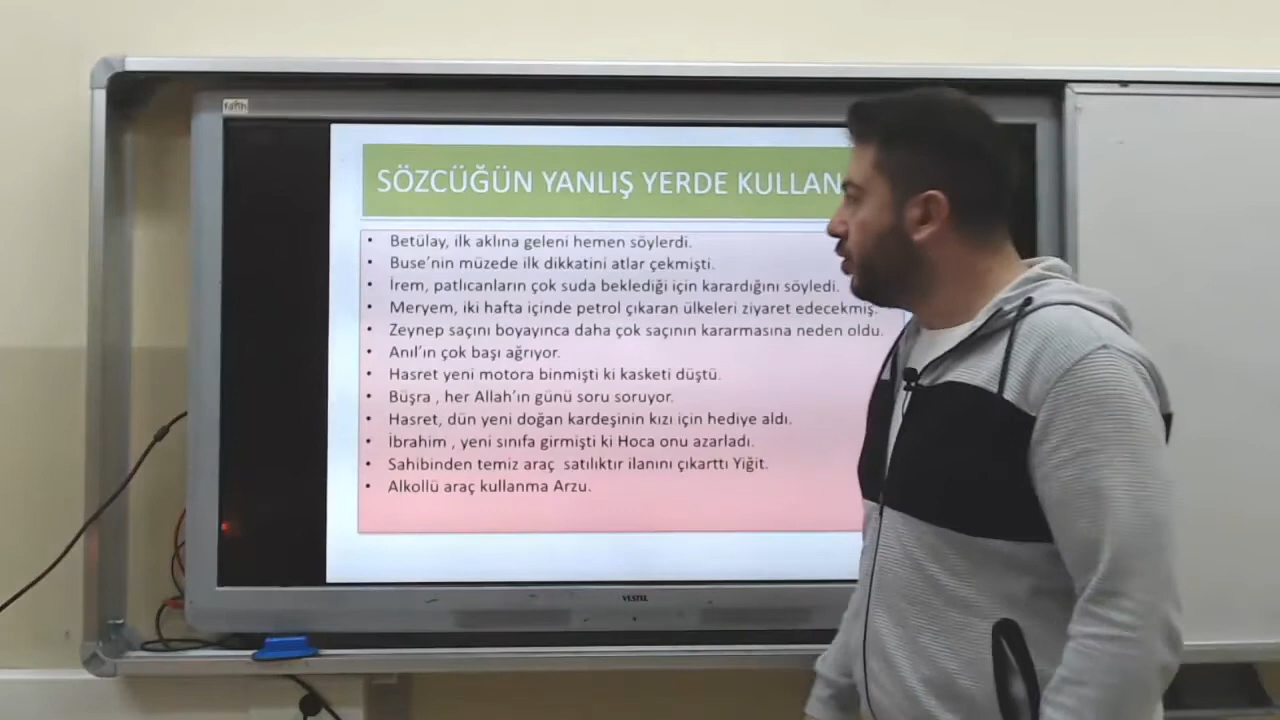 fatih
SÖZCÜĞÜN YANLIŞ YERDE KULLAN
• Betülay, ilk aklına geleni hemen söylerdi.
• Buse’nin müzede ilk dikkatini atlar çekmişti.
• İrem, patlıcanların çok suda beklediği için karardığını söyledi.
• Meryem, iki hafta içinde petrol çıkaran ülkeleri ziyaret edecekmiş.
• Zeynep saçını boyayınca daha çok saçının kararmasına neden oldu.
• Anıl’ın çok başı ağrıyor.
• Hasret yeni motora binmişti ki kasketi düştü.
• Büşra , her Allah’ın günü soru soruyor.
• Hasret, dün yeni doğan kardeşinin kızı için hediye aldı.
• İbrahim , yeni sınıfa girmişti ki Hoca onu azarladı.
• Sahibinden temiz araç satılıktır ilanını çıkarttı Yiğit.
• Alkollü araç kullanma Arzu.
VESTEL